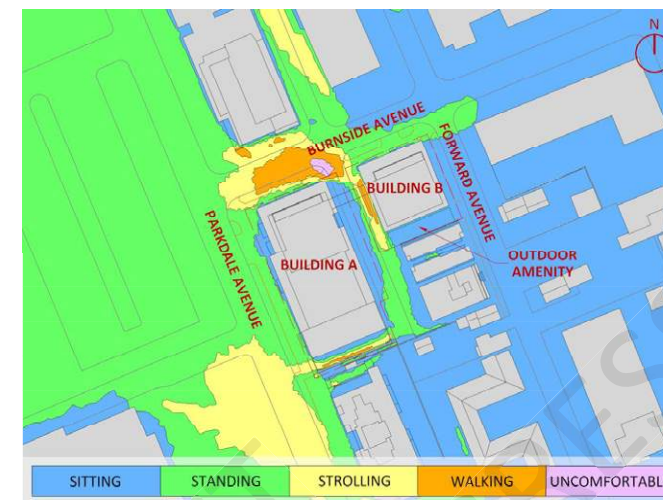 N
BURNSIDE AVENUE
FORWARD AVENUE
BUILDING B
PARKDALE AVENUE
BUILDING A
OUTDOOR
AMENITY
SITTING
STANDING
STROLLING
WALKING
UNCOMFORTABL